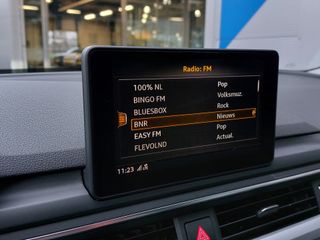 Radio: FM
100% NL Pop
BINGO FM Volksmuz.
BLUESBOX Rock
BNR Nieuws
EASY FM Pop
FLEVOLND Actual.
11:23